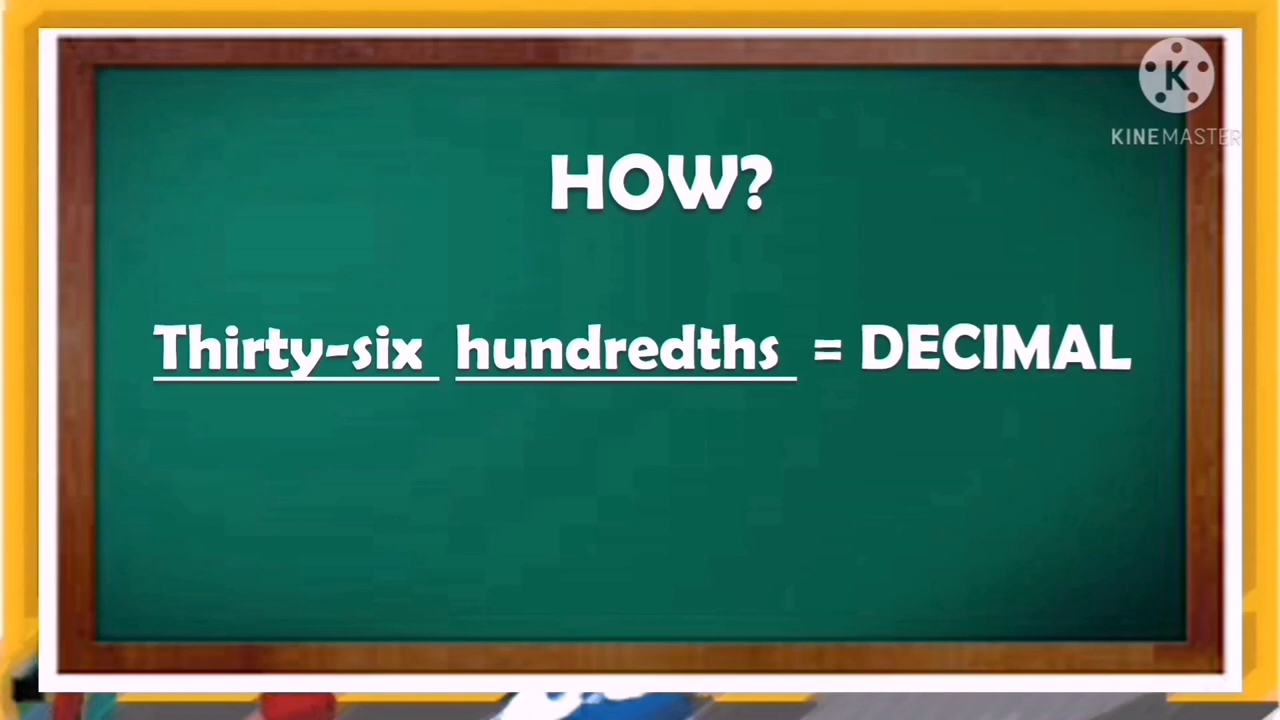 K
KINEMASTER
HOW?
Thirty-six hundredths = DECIMAL